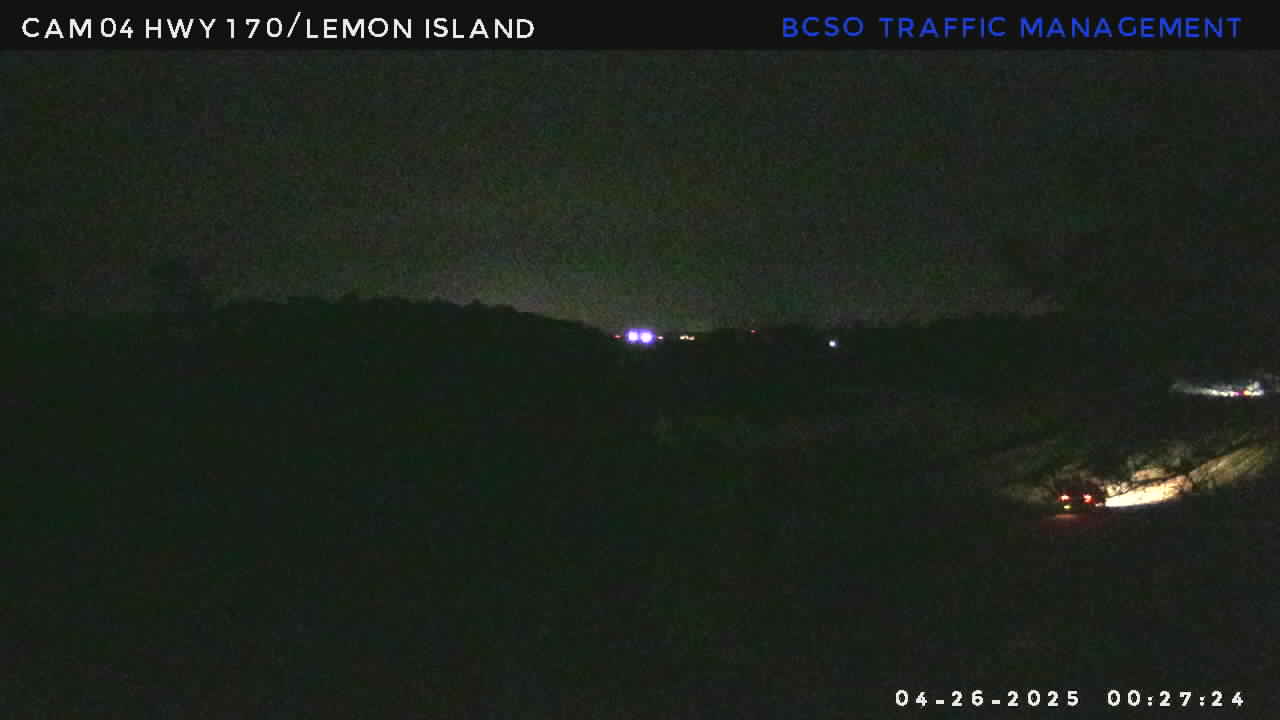 CAM04 HWY 170/LEMON ISLAND
BCSO TRAFFIC MANAGEMENT
04-26-2025 00:27:24